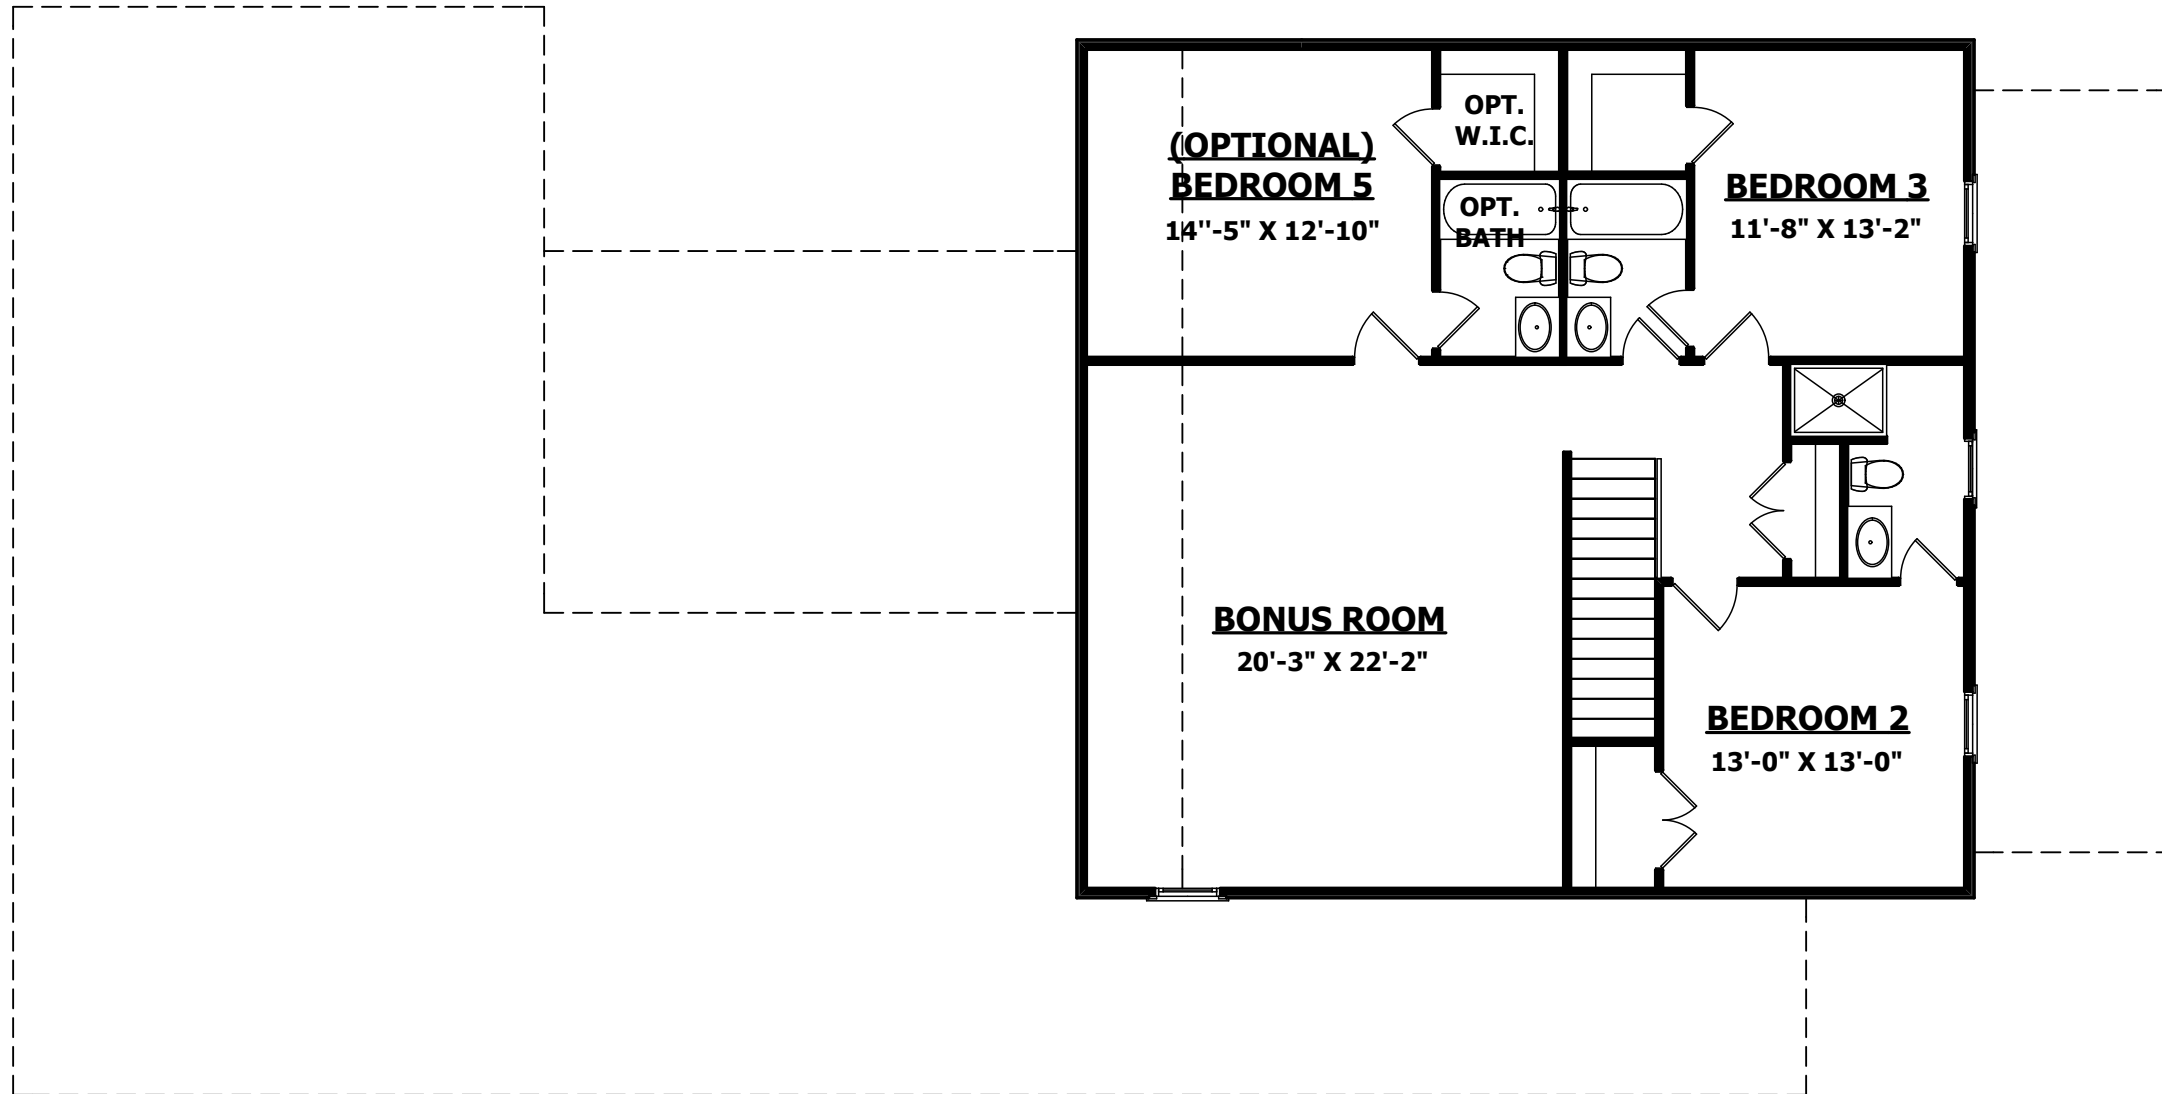 (OPTIONAL)
BEDROOM 5
14''-5" X 12'-10"
OPT.
W.I.C.
OPT.
BATH
BEDROOM 3
11'-8" X 13'-2"
BONUS ROOM
20'-3" X 22'-2"
BEDROOM 2
13'-0" X 13'-0"